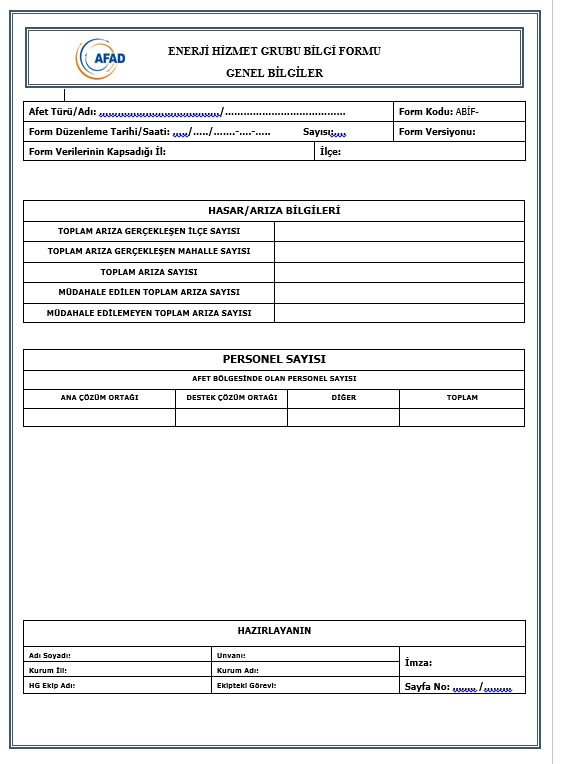 AFAD
ENERJİ HİZMET GRUBU BİLGİ FORMU
GENEL BİLGİLER
Afet Türü/Adı: ……………………………………/…………………………………… Form Kodu: ABİF-
Form Düzenleme Tarihi/Saati: ..../...../.......-....-..... Sayısı:.... Form Versiyonu:
Form Verilerinin Kapsadığı İl: İlçe:
HASAR/ARIZA BİLGİLERİ
TOPLAM ARIZA GERÇEKLEŞEN İLÇE SAYISI
TOPLAM ARIZA GERÇEKLEŞEN MAHALLE SAYISI
TOPLAM ARIZA SAYISI
MÜDAHALE EDİLEN TOPLAM ARIZA SAYISI
MÜDAHALE EDİLEMEYEN TOPLAM ARIZA SAYISI
PERSONEL SAYISI
AFET BÖLGESİNDE OLAN PERSONEL SAYISI
ANA ÇÖZÜM ORTAĞI DESTEK ÇÖZÜM ORTAĞI DİĞER TOPLAM
HAZIRLAYANIN
Adı Soyadı: Unvanı:
İmza:
Kurum İli: Kurum Adı:
HG Ekip Adı: Ekipteki Görevi: Sayfa No: ........ /.........